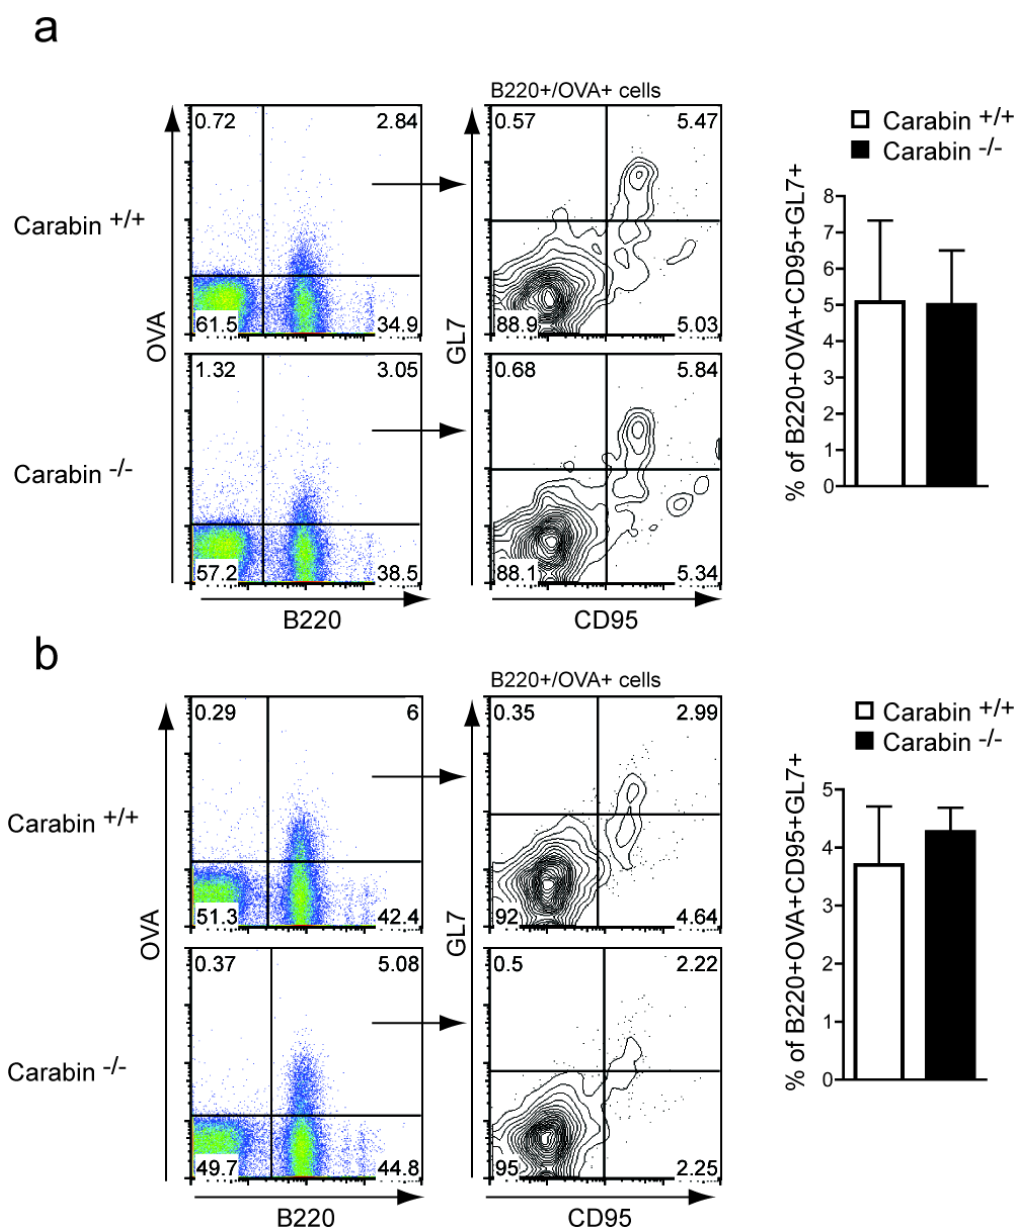 a
B220+/OVA+ cells
0.72 2.84
0.57 5.47
Carabin +/+
Carabin -/-
Carabin +/+
OVA
61.5 34.9
GL7
88.9 5.03
% of B220+OVA+CD95+GL7+
8
7
6
5
4
3
2
1
0
1.32 3.05
0.68 5.84
Carabin -/-
57.2 38.5
88.1 5.34
B220
CD95
b
B220+/OVA+ cells
0.29 6
0.35 2.99
Carabin +/+
Carabin -/-
Carabin +/+
OVA
51.3 42.4
GL7
92 4.64
% of B220+OVA+CD95+GL7+
5
4
3
2
1
0
0.37 5.08
0.5 2.22
Carabin -/-
49.7 44.8
95 2.25
B220
CD95